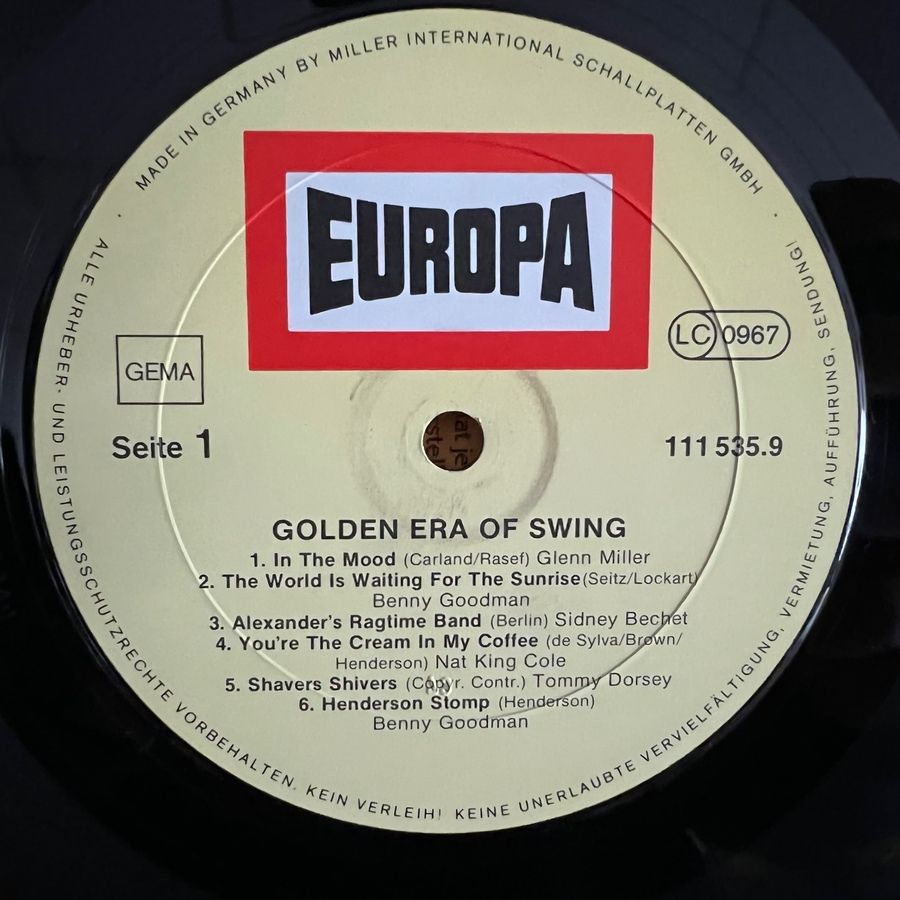 MADE IN GERMANY BY MILLER INTERNATIONAL SCHALLPLATTEN GMBH
EUROPA
LC 0967
GEMA
Seite 1
111 535.9
GOLDEN ERA OF SWING
1. In The Mood (Carland/Rasef) Glenn Miller
2. The World Is Waiting For The Sunrise (Seitz/Lockart)
Benny Goodman
3. Alexander's Ragtime Band (Berlin) Sidney Bechet
4. You're The Cream In My Coffee (de Sylva/Brown/
Henderson) Nat King Cole
5. Shavers Shivers (Copyr. Contr.) Tommy Dorsey
6. Henderson Stomp (Henderson)
Benny Goodman
ALLE URHEBER- UND LEISTUNGSSCHUTZRECHTE VORBEHALTEN. KEIN VERLEIH! KEINE UNERLAUBTE VERVIELFÄLTIGUNG, VERMIETUNG, AUFFÜHRUNG, SENDUNG!